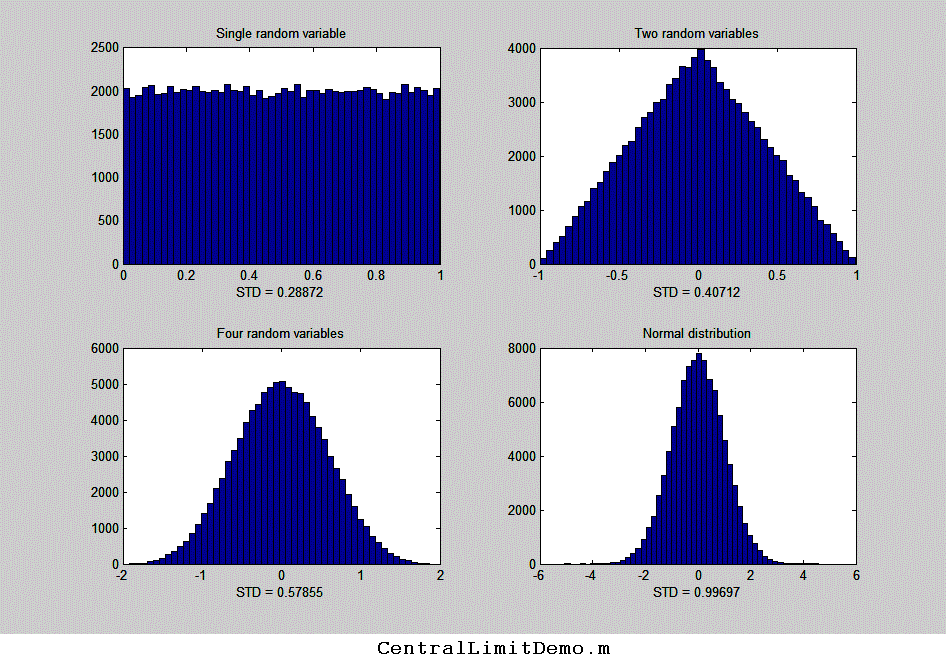 Single random variable
2500
2000
1500
1000
500
0
0 0.2 0.4 0.6 0.8 1
STD = 0.28872
Two random variables
4000
3000
2000
1000
0
-1 -0.5 0 0.5 1
STD = 0.40712
Four random variables
6000
5000
4000
3000
2000
1000
0
-2 -1 0 1 2
STD = 0.57855
Normal distribution
8000
6000
4000
2000
0
-6 -4 -2 0 2 4 6
STD = 0.99697
CentralLimitDemo.m